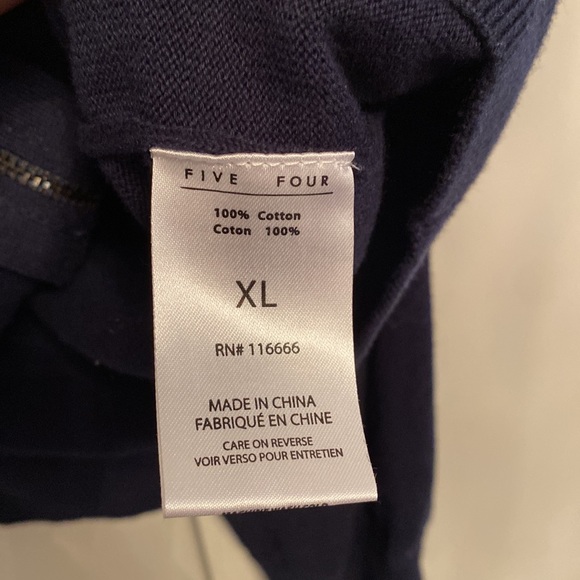 FIVE FOUR
100% Cotton
Coton 100%
XL
RN# 116666
MADE IN CHINA
FABRIQUÉ EN CHINE
CARE ON REVERSE
VOIR VERSO POUR ENTRETIEN